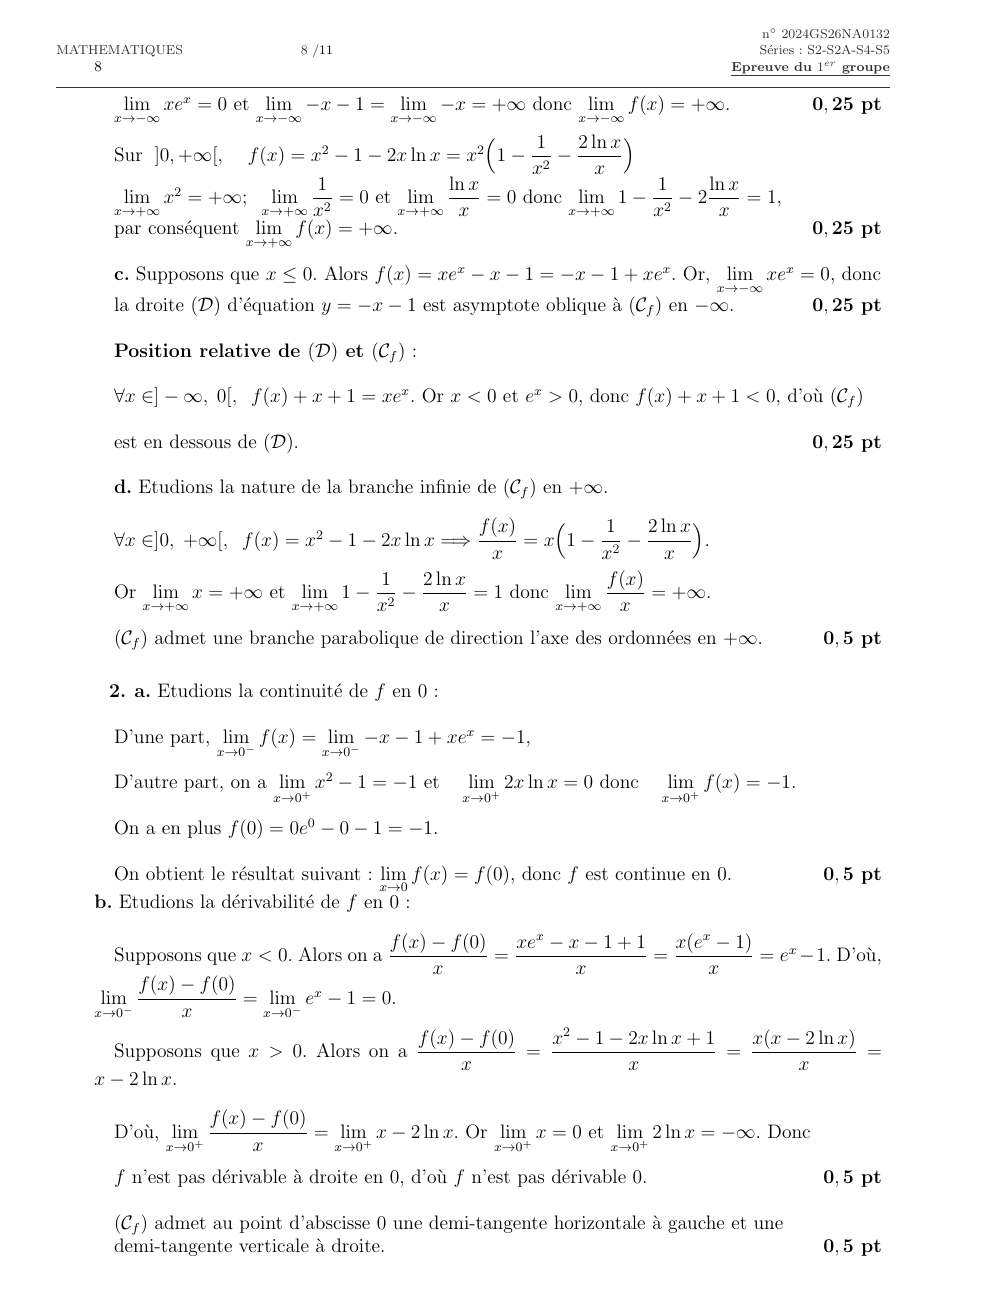 n° 2024GS26NA0132
MATHEMATIQUES 8 /11 Séries : S2-S2A-S4-S5
8 Epreuve du 1er groupe
lim_{x→−∞} xe^x = 0 et lim_{x→−∞} −x − 1 = lim_{x→−∞} −x = +∞ donc lim_{x→−∞} f(x) = +∞. 0, 25 pt
Sur ]0, +∞[, f(x) = x² − 1 − 2x ln x = x²(1 − 1/x² − 2 ln x/x)
lim_{x→+∞} x² = +∞; lim_{x→+∞} 1/x² = 0 et lim_{x→+∞} ln x/x = 0 donc lim_{x→+∞} 1 − 1/x² − 2 ln x/x = 1,
par conséquent lim_{x→+∞} f(x) = +∞. 0, 25 pt
c. Supposons que x ≤ 0. Alors f(x) = xe^x − x − 1 = −x − 1 + xe^x. Or, lim_{x→−∞} xe^x = 0, donc
la droite (D) d'équation y = −x − 1 est asymptote oblique à (C_f) en −∞. 0, 25 pt
Position relative de (D) et (C_f) :
∀x ∈] − ∞, 0[, f(x) + x + 1 = xe^x. Or x < 0 et e^x > 0, donc f(x) + x + 1 < 0, d'où (C_f)
est en dessous de (D). 0, 25 pt
d. Etudions la nature de la branche infinie de (C_f) en +∞.
∀x ∈]0, +∞[, f(x) = x² − 1 − 2x ln x ⟹ f(x)/x = x(1 − 1/x² − 2 ln x/x).
Or lim_{x→+∞} x = +∞ et lim_{x→+∞} 1 − 1/x² − 2 ln x/x = 1 donc lim_{x→+∞} f(x)/x = +∞.
(C_f) admet une branche parabolique de direction l'axe des ordonnées en +∞. 0, 5 pt
2. a. Etudions la continuité de f en 0 :
D'une part, lim_{x→0⁻} f(x) = lim_{x→0⁻} −x − 1 + xe^x = −1,
D'autre part, on a lim_{x→0⁺} x² − 1 = −1 et lim_{x→0⁺} 2x ln x = 0 donc lim_{x→0⁺} f(x) = −1.
On a en plus f(0) = 0e⁰ − 0 − 1 = −1.
On obtient le résultat suivant : lim_{x→0} f(x) = f(0), donc f est continue en 0. 0, 5 pt
b. Etudions la dérivabilité de f en 0 :
Supposons que x < 0. Alors on a (f(x) − f(0))/x = (xe^x − x − 1 + 1)/x = x(e^x − 1)/x = e^x − 1. D'où,
lim_{x→0⁻} (f(x) − f(0))/x = lim_{x→0⁻} e^x − 1 = 0.
Supposons que x > 0. Alors on a (f(x) − f(0))/x = (x² − 1 − 2x ln x + 1)/x = x(x − 2 ln x)/x =
x − 2 ln x.
D'où, lim_{x→0⁺} (f(x) − f(0))/x = lim_{x→0⁺} x − 2 ln x. Or lim_{x→0⁺} x = 0 et lim_{x→0⁺} 2 ln x = −∞. Donc
f n'est pas dérivable à droite en 0, d'où f n'est pas dérivable 0. 0, 5 pt
(C_f) admet au point d'abscisse 0 une demi-tangente horizontale à gauche et une
demi-tangente verticale à droite. 0, 5 pt